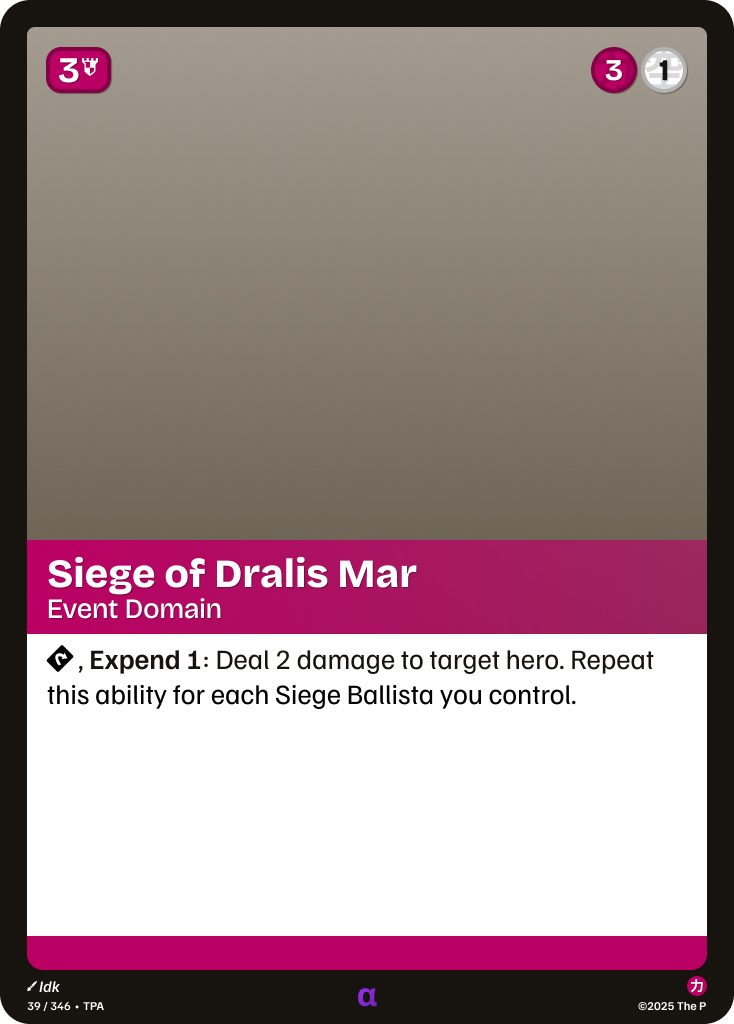 3
3 1
Siege of Dralis Mar
Event Domain
, Expend 1: Deal 2 damage to target hero. Repeat
this ability for each Siege Ballista you control.
Idk
39 / 346 • TPA
α
カ
©2025 The P